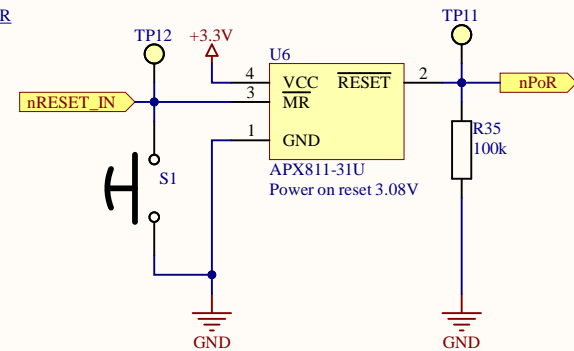 R
TP12
+3.3V
U6
TP11
nRESET_IN
4
VCC
RESET
2
nPoR
3
MR
1
GND
R35
100k
S1
APX811-31U
Power on reset 3.08V
GND
GND